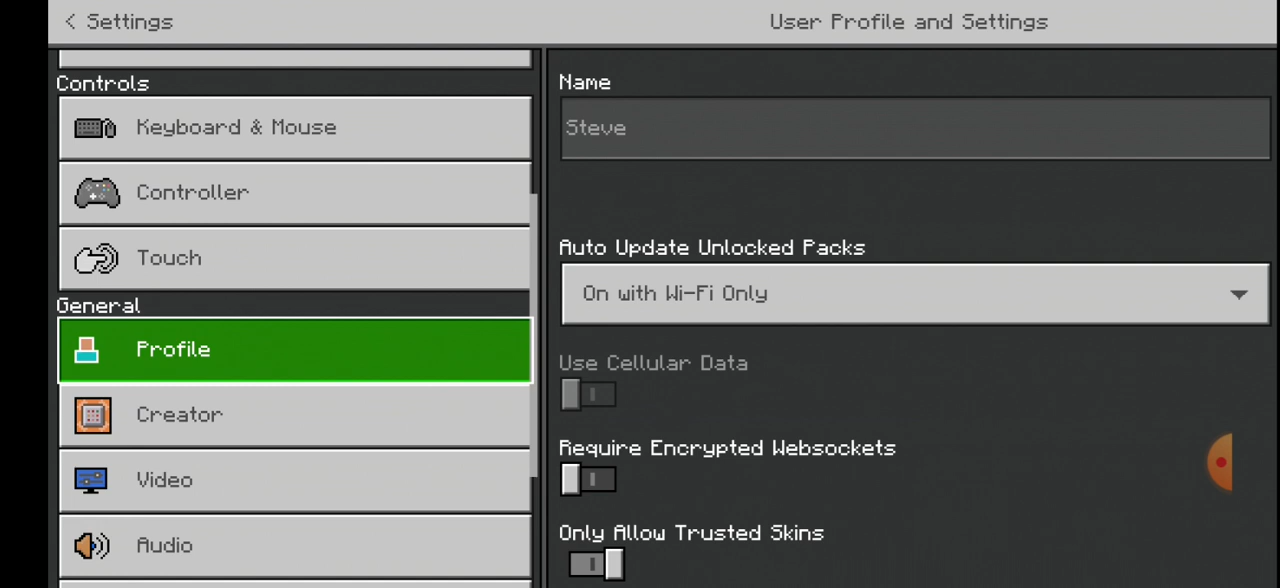 < Settings
User Profile and Settings
Controls
Keyboard & Mouse
Controller
Touch
General
Profile
Creator
Video
Audio
Name
Steve
Auto Update Unlocked Packs
On with Wi-Fi Only
Use Cellular Data
Require Encrypted Websockets
Only Allow Trusted Skins